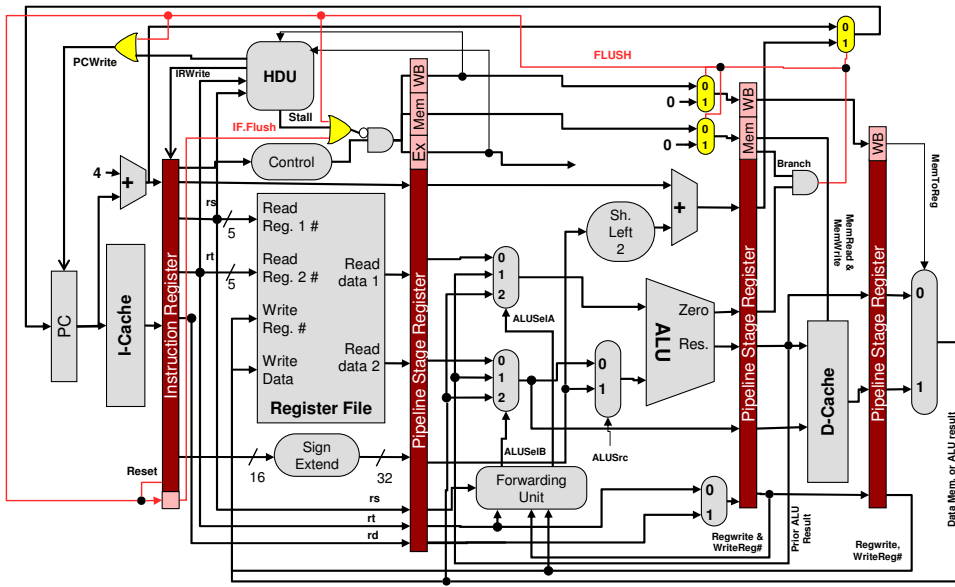 PCWrite
IRWrite
HDU
Stall
IF.Flush
FLUSH
0
1
WB
Mem
Ex
0
1
0
0
1
0
WB
Mem
WB
Branch
MemToReg
MemRead &
MemWrite
4
+
Control
rs
5
rt
5
Read
Reg. 1 #
Read
Reg. 2 #
Write
Reg. #
Write
Data
Read
data 1
Read
data 2
Register File
PC
I-Cache
Instruction Register
Pipeline Stage Register
Sh.
Left
2
+
0
1
2
ALUSelA
0
1
2
ALUSelB
0
1
ALUSrc
ALU
Zero
Res.
Pipeline Stage Register
D-Cache
Pipeline Stage Register
0
1
Reset
16
Sign
Extend
32
rs
rt
rd
Forwarding
Unit
0
1
Regwrite &
WriteReg#
Prior ALU
Result
Regwrite,
WriteReg#
Data Mem. or ALU result